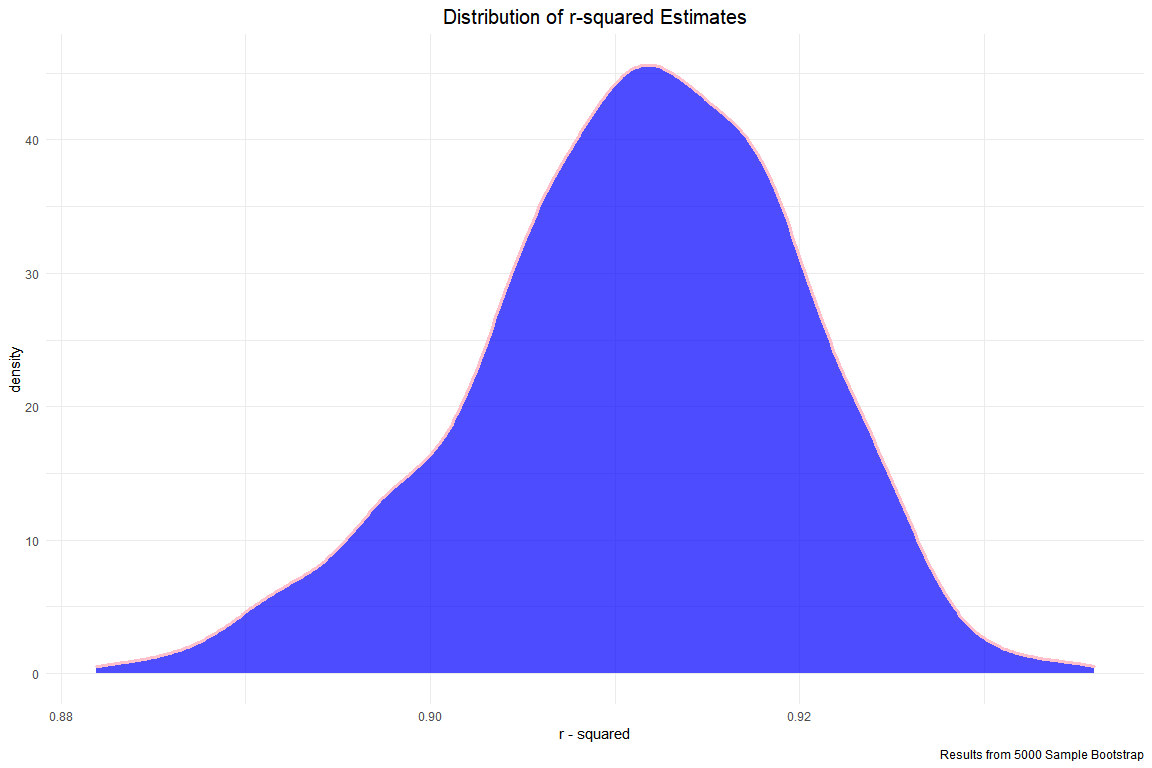 Distribution of r-squared Estimates
density
40
30
20
10
0
0.88
0.90
0.92
r - squared
Results from 5000 Sample Bootstrap